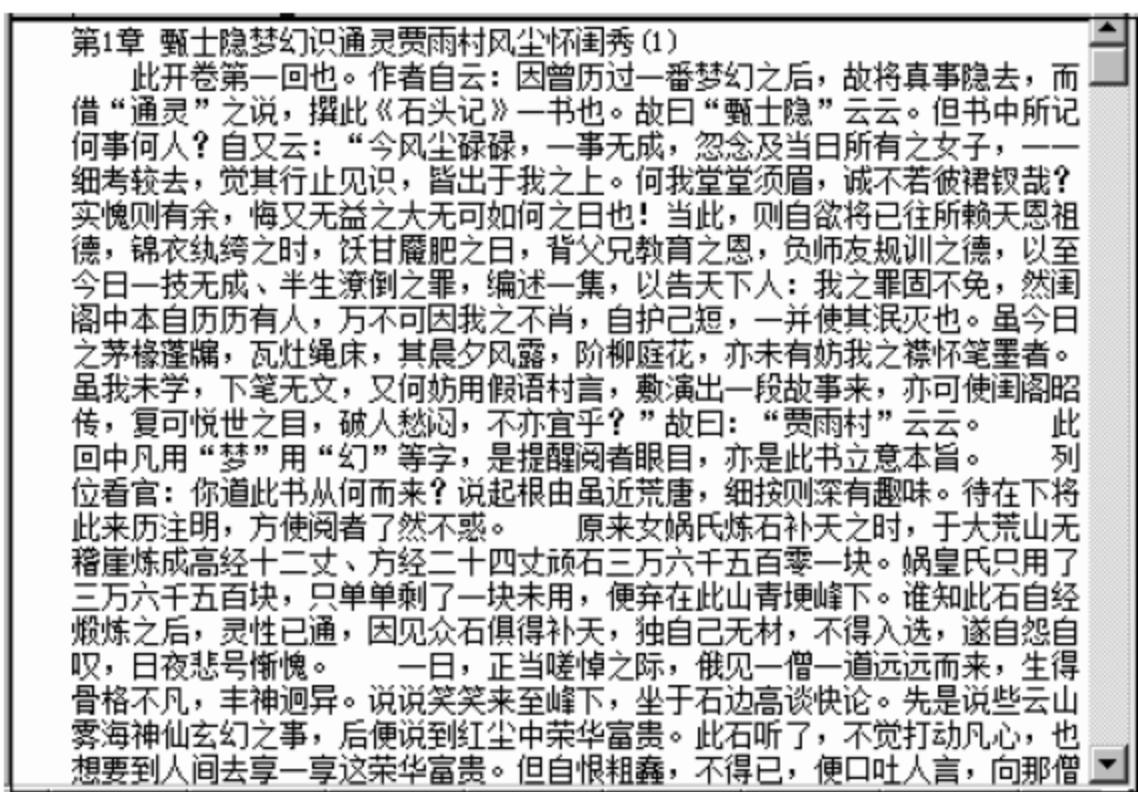 第1章 甄士隐梦幻识通灵贾雨村风尘怀闺秀(1)
此开卷第一回也。作者自云：因曾历过一番梦幻之后，故将真事隐去，而
借“通灵”之说，撰此《石头记》一书也。故曰“甄士隐”云云。但书中所记
何事何人？自又云：“今风尘碌碌，一事无成，忽念及当日所有之女子，一一
细考较去，觉其行止见识，皆出于我之上。何我堂堂须眉，诚不若彼裙钗哉？
实愧则有余，悔又无益之大无可如何之日也！当此，则自欲将已往所赖天恩祖
德，锦衣纨绔之时，饫甘餍肥之日，背父兄教育之恩，负师友规训之德，以至
今日一技无成、半生潦倒之罪，编述一集，以告天下人：我之罪固不免，然闺
阁中本自历历有人，万不可因我之不肖，自护己短，一并使其泯灭也。虽今日
之茅椽蓬牖，瓦灶绳床，其晨夕风露，阶柳庭花，亦未有妨我之襟怀笔墨者。
虽我未学，下笔无文，又何妨用假语村言，敷演出一段故事来，亦可使闺阁昭
传，复可悦世之目，破人愁闷，不亦宜乎？”故曰：“贾雨村”云云。 此
回中凡用“梦”用“幻”等字，是提醒阅者眼目，亦是此书立意本旨。 列
位看官：你道此书从何而来？说起根由虽近荒唐，细按则深有趣味。待在下将
此来历注明，方使阅者了然不惑。 原来女娲氏炼石补天之时，于大荒山无
稽崖炼成高经十二丈、方经二十四丈顽石三万六千五百零一块。娲皇氏只用了
三万六千五百块，只单单剩了一块未用，便弃在此山青埂峰下。谁知此石自经
煅炼之后，灵性已通，因见众石俱得补天，独自己无材，不得入选，遂自怨自
叹，日夜悲号惭愧。 一日，正当嗟悼之际，俄见一僧一道远远而来，生得
骨格不凡，丰神迥异。说说笑笑来至峰下，坐于石边高谈快论。先是说些云山
雾海神仙玄幻之事，后便说到红尘中荣华富贵。此石听了，不觉打动凡心，也
想要到人间去享一享这荣华富贵。但自恨粗蠢，不得已，便口吐人言，向那僧